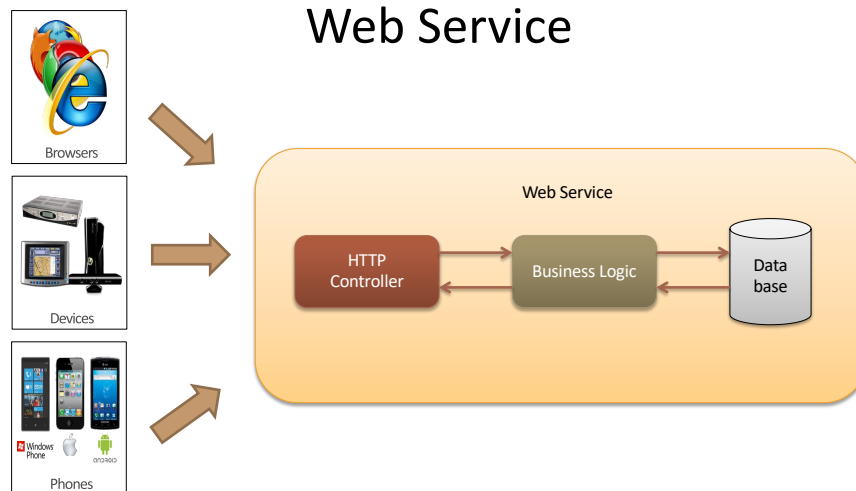 Web Service
Browsers
Devices
Windows
Phone
ANDROID
Phones
Web Service
HTTP
Controller
Business Logic
Data
base